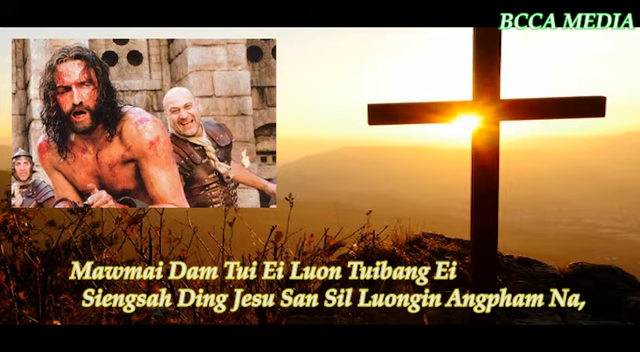 BCCA MEDIA
Mawmai Dam Tui Ei Luon Tuibang Ei
Siengsah Ding Jesu San Sil Luongin Angpham Na,